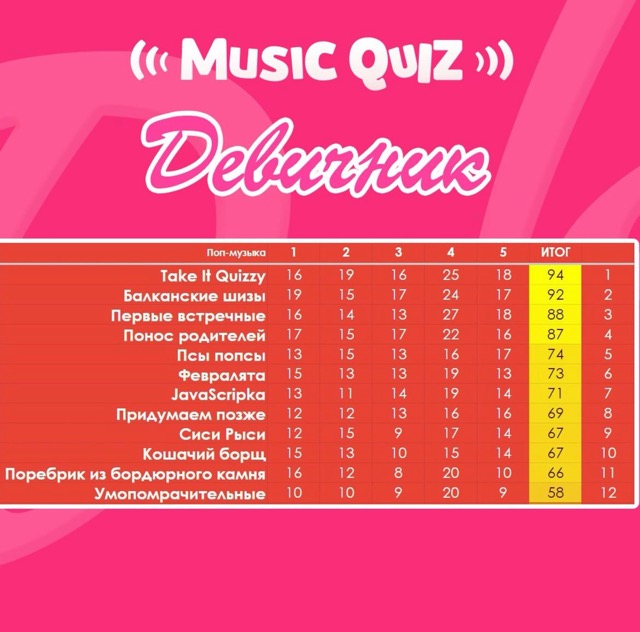 MUSIC QUIZ
Девичник
Поп-музыка 1 2 3 4 5 ИТОГ
Take It Quizzy 16 19 16 25 18 94 1
Балканские шизы 19 15 17 24 17 92 2
Первые встречные 16 14 13 27 18 88 3
Понос родителей 17 15 17 22 16 87 4
Псы попсы 13 15 13 16 17 74 5
Февралята 15 13 13 19 13 73 6
JavaScripka 13 11 14 19 14 71 7
Придумаем позже 12 12 13 16 16 69 8
Сиси Рыси 12 15 9 17 14 67 9
Кошачий борщ 15 13 10 15 14 67 10
Поребрик из бордюрного камня 16 12 8 20 10 66 11
Умопомрачительные 10 10 9 20 9 58 12